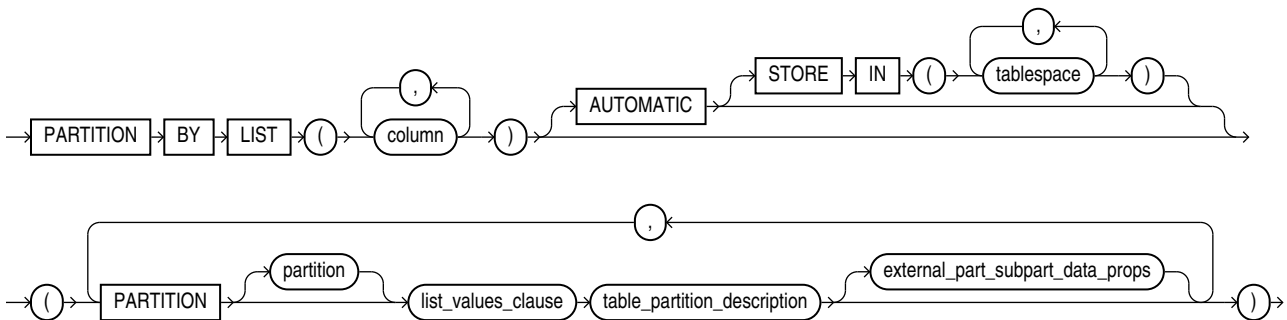 ,
,
STORE IN ( tablespace )
AUTOMATIC
PARTITION BY LIST ( column )
,
partition
external_part_subpart_data_props
( PARTITION list_values_clause table_partition_description )